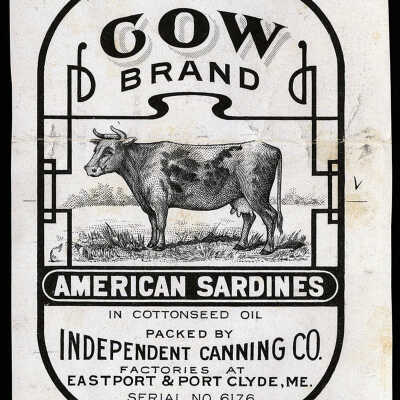 COW
BRAND
AMERICAN SARDINES
IN COTTONSEED OIL
PACKED BY
INDEPENDENT CANNING CO.
FACTORIES AT
EASTPORT & PORT CLYDE, ME.
SERIAL NO. 6176